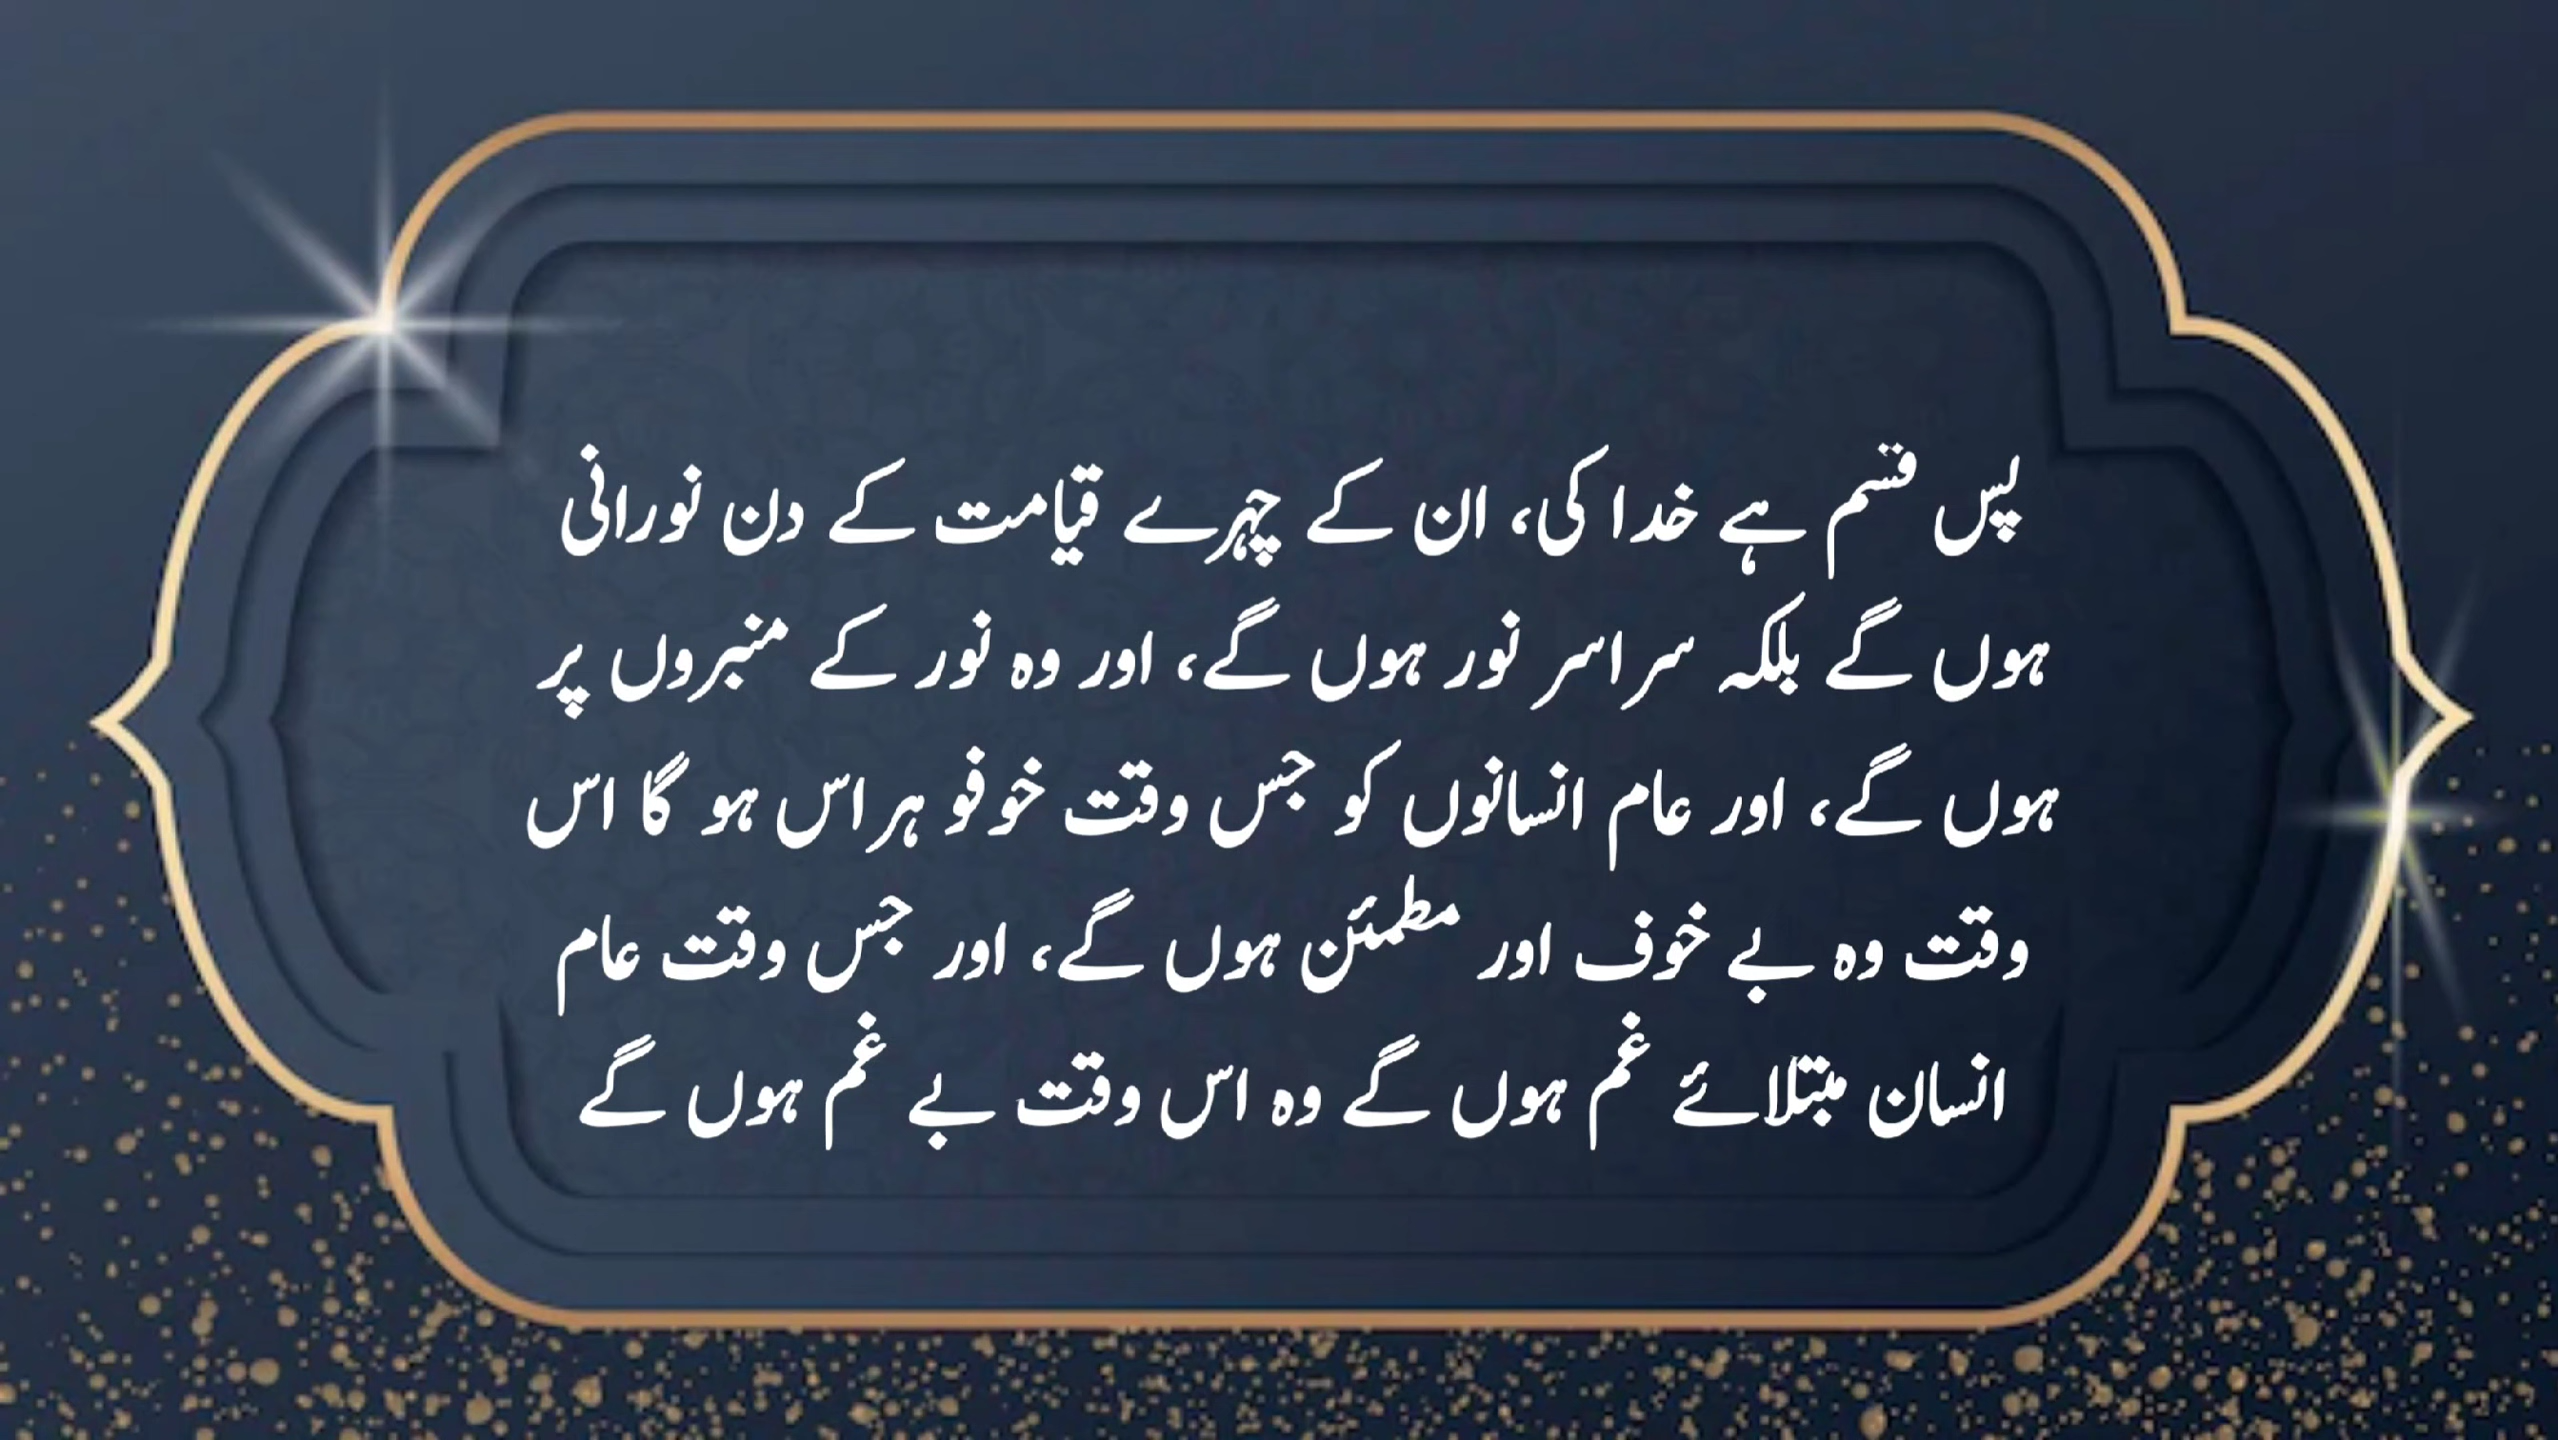 پس قسم ہے خدا کی، ان کے چہرے قیامت کے دن نورانی
ہوں گے بلکہ سراسر نور ہوں گے، اور وہ نور کے منبروں پر
ہوں گے، اور عام انسانوں کو جس وقت خوفو ہراس ہو گا اس
وقت وہ بے خوف اور مطمئن ہوں گے، اور جس وقت عام
انسان مبتلائے غم ہوں گے وہ اس وقت بے غم ہوں گے